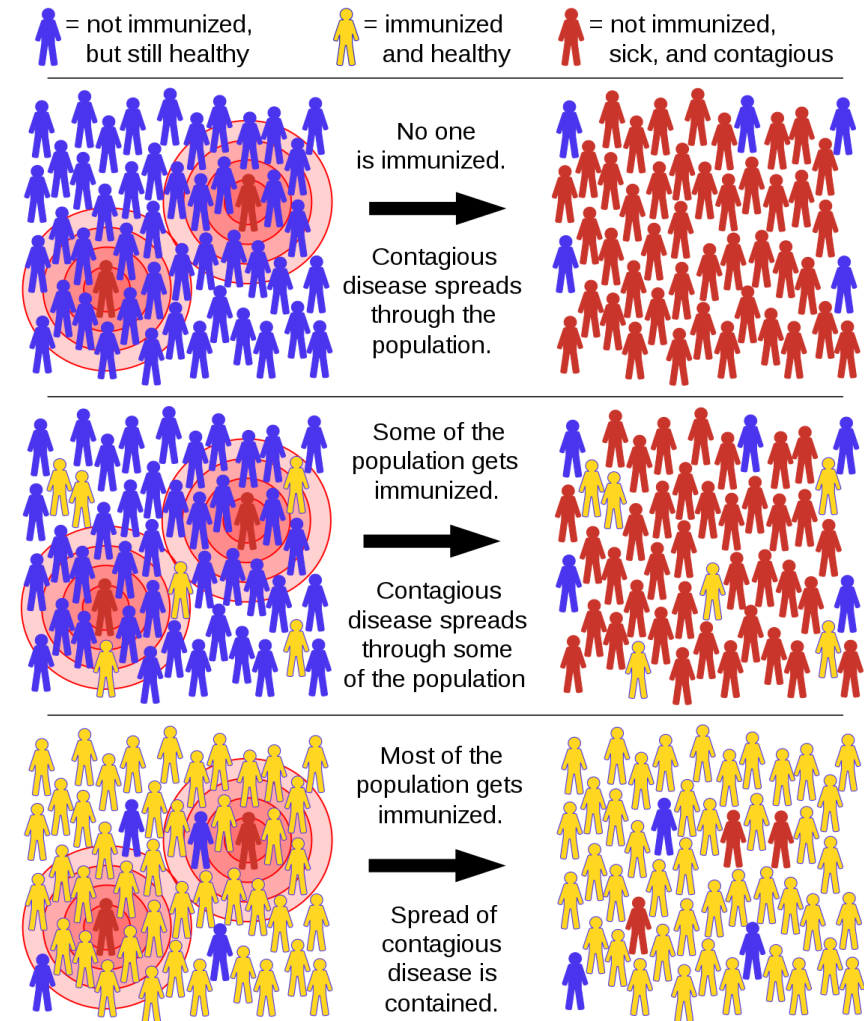 = not immunized,
but still healthy
= immunized
and healthy
= not immunized,
sick, and contagious
No one
is immunized.
Contagious
disease spreads
through the
population.
Some of the
population gets
immunized.
Contagious
disease spreads
through some
of the population
Most of the
population gets
immunized.
Spread of
contagious
disease is
contained.